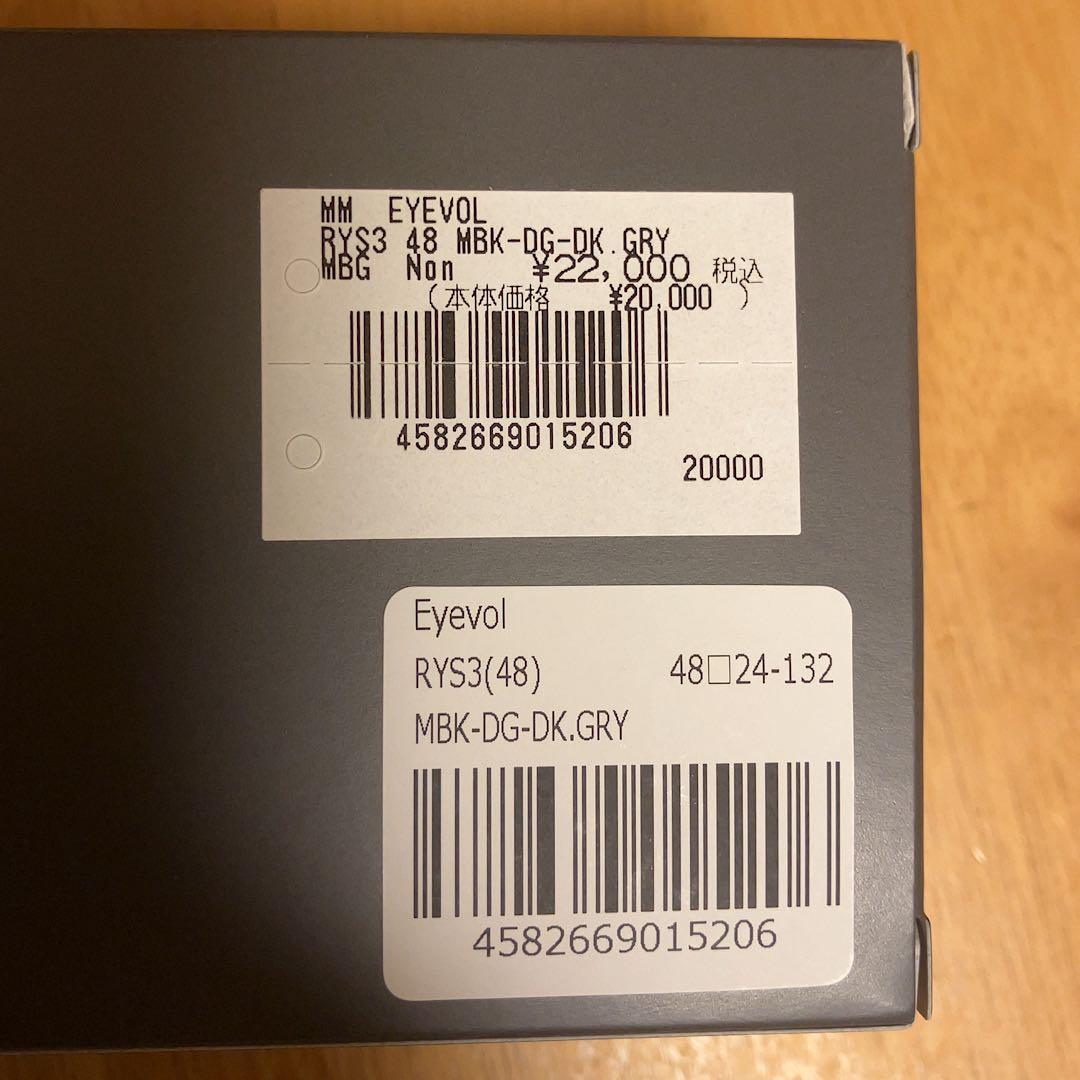 MM EYEVOL
RYS3 48 MBK-DG-DK.GRY
MBG Non ¥22,000 税込
(本体価格 ¥20,000 )
4582669015206
20000
Eyevol
RYS3(48) 48□24-132
MBK-DG-DK.GRY
4582669015206